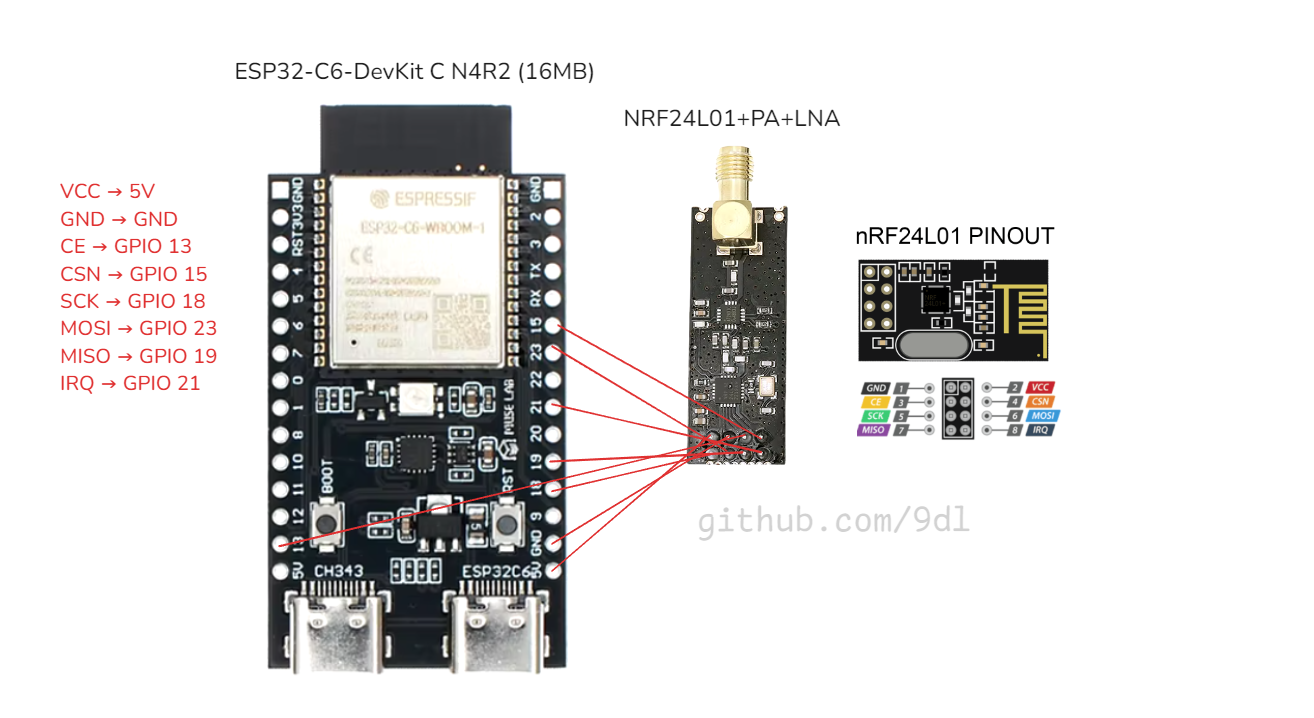 ESP32-C6-DevKit C N4R2 (16MB)
NRF24L01+PA+LNA
VCC → 5V
GND → GND
CE → GPIO 13
CSN → GPIO 15
SCK → GPIO 18
MOSI → GPIO 23
MISO → GPIO 19
IRQ → GPIO 21
GND
3V3
RST
4
5
6
7
0
1
8
10
11
12
13
5V
ESPRESSIF
ESP32-C6-WROOM-1
CE
GND
2
3
TX
RX
15
23
22
21
20
19
18
9
GND
5V
MUSE LAB
BOOT
RST
CH343
ESP32C6
nRF24L01 PINOUT
GND 1 2 VCC
CE 3 4 CSN
SCK 5 6 MOSI
MISO 7 8 IRQ
github.com/9dl